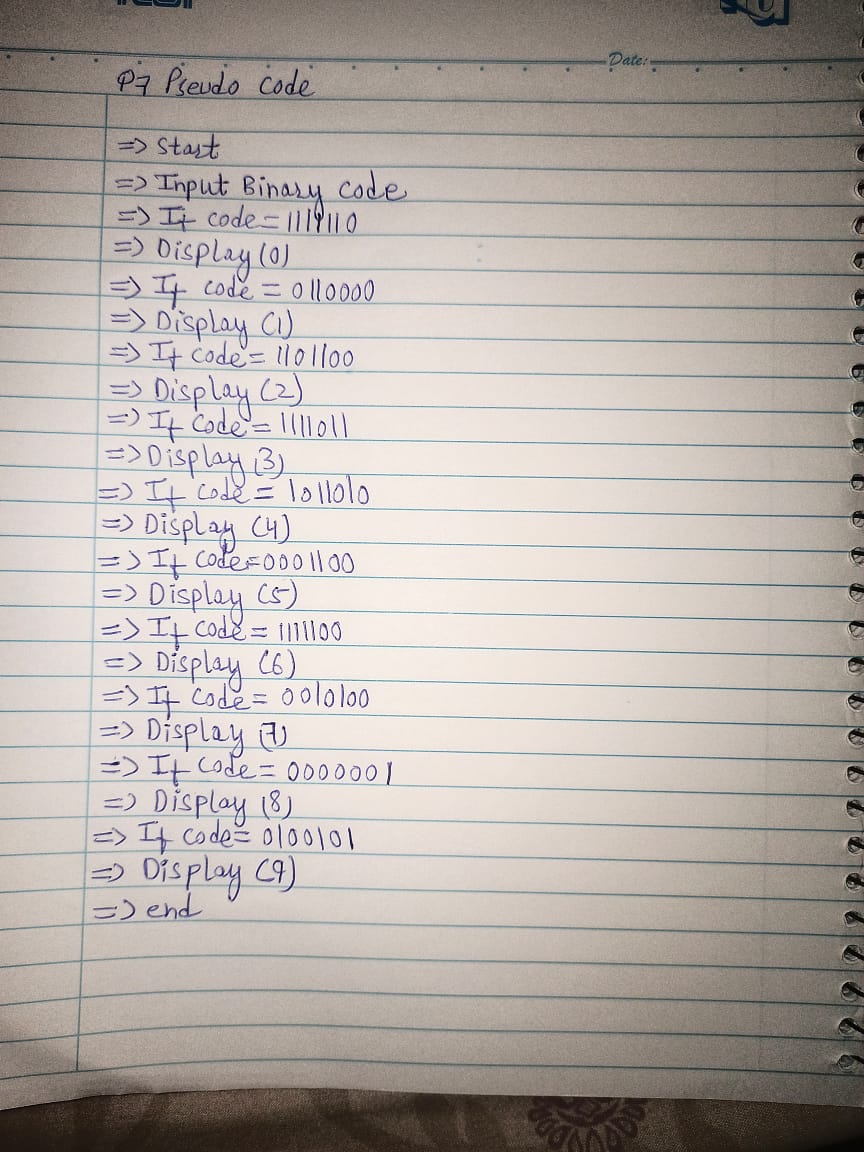 Date:
Q7 Pseudo code
=> Start
=> Input Binary code
=> If code = 1111110
=> Display (0)
=> If code = 0110000
=> Display (1)
=> If code = 1101100
=> Display (2)
=> If Code = 1111011
=> Display (3)
=> If code = 1011010
=> Display (4)
=> If Code = 0001100
=> Display (5)
=> If code = 1111100
=> Display (6)
=> If code = 0010100
=> Display (7)
=> If code = 0000001
=> Display (8)
=> If code = 0100101
=> Display (9)
=> end